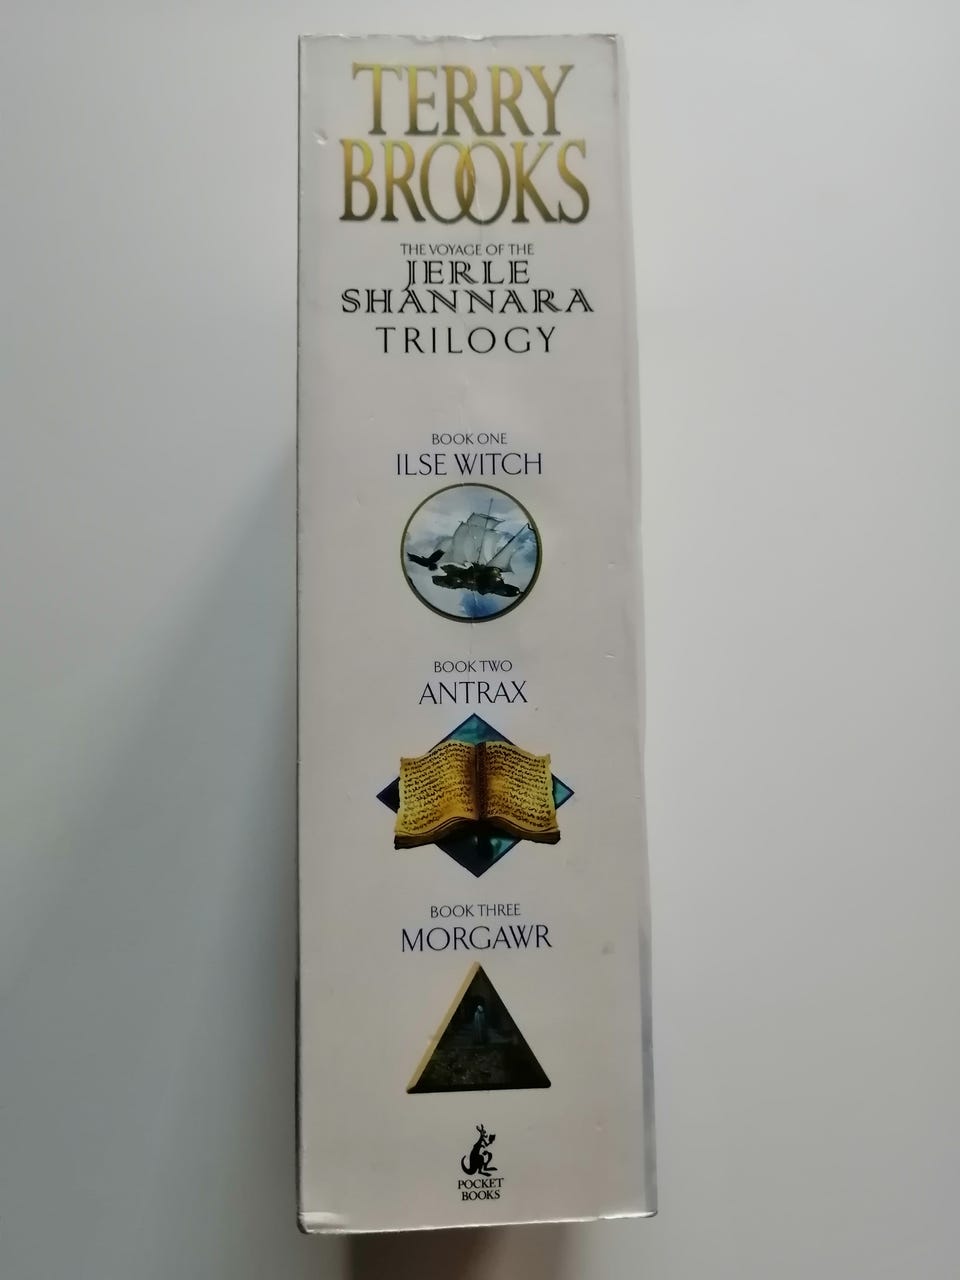 TERRY
BROOKS
THE VOYAGE OF THE
JERLE
SHANNARA
TRILOGY
BOOK ONE
ILSE WITCH
BOOK TWO
ANTRAX
BOOK THREE
MORGAWR
POCKET
BOOKS